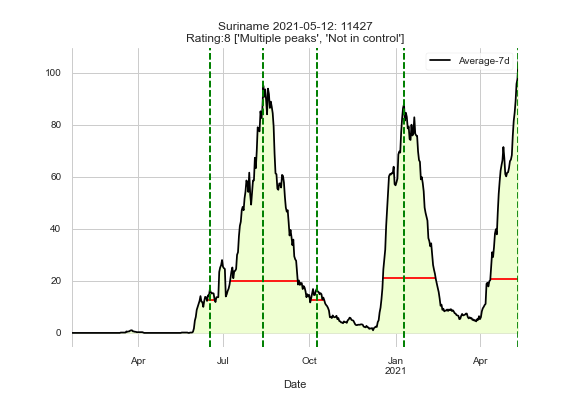 Suriname 2021-05-12: 11427
Rating:8 ['Multiple peaks', 'Not in control']
Average-7d
100
80
60
40
20
0
Apr
Jul
Oct
Jan
2021
Apr
Date